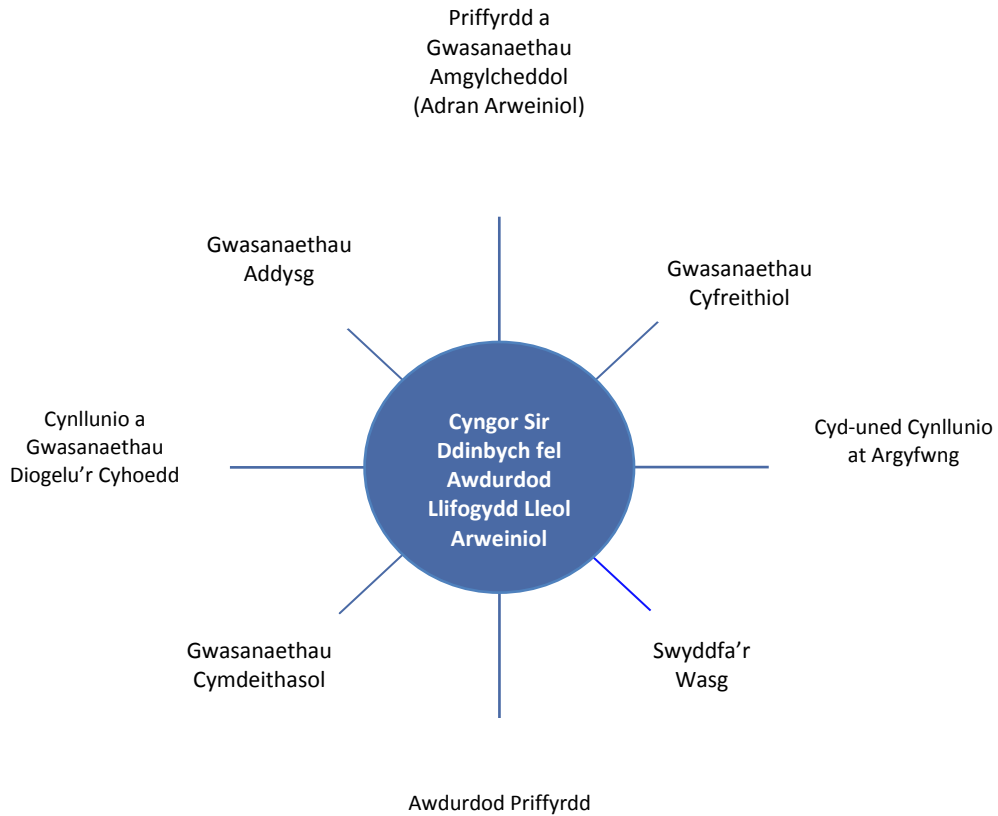 Priffyrdd a
Gwasanaethau
Amgylcheddol
(Adran Arweiniol)
Gwasanaethau
Addysg
Gwasanaethau
Cyfreithiol
Cynllunio a
Gwasanaethau
Diogelu’r Cyhoedd
Cyngor Sir
Ddinbych fel
Awdurdod
Llifogydd Lleol
Arweiniol
Cyd-uned Cynllunio
at Argyfwng
Gwasanaethau
Cymdeithasol
Swyddfa’r
Wasg
Awdurdod Priffyrdd